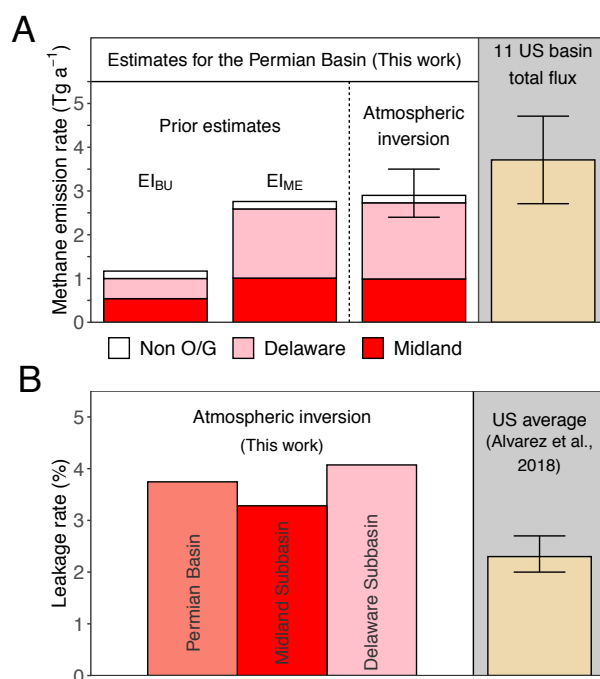 A
Estimates for the Permian Basin (This work)
11 US basin
total flux
Methane emission rate (Tg a⁻¹)
5
4
3
2
1
0
Prior estimates
Atmospheric
inversion
EI_BU
EI_ME
Non O/G
Delaware
Midland
B
Leakage rate (%)
5
4
3
2
1
0
Atmospheric inversion
(This work)
US average
(Alvarez et al.,
2018)
Permian Basin
Midland Subbasin
Delaware Subbasin